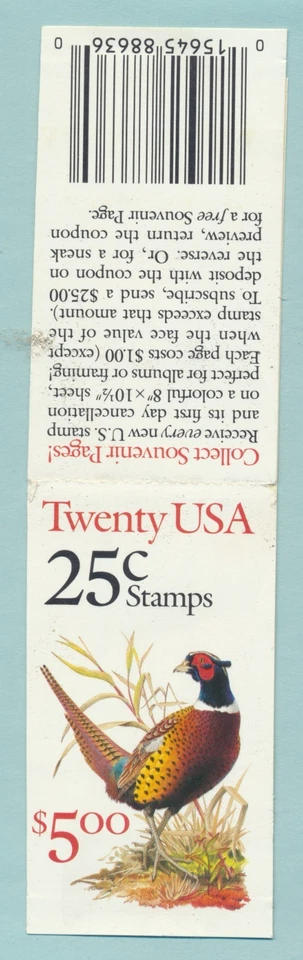 Twenty USA
25c
Stamps
$5.00
Collect Souvenir Pages!
Receive every new U.S. stamp
and its first day cancellation
on a colorful 8"×10½" sheet,
perfect for albums or framing!
Each page costs $1.00 (except
when the face value of the
stamp exceeds that amount).
To subscribe, send a $25.00
deposit with the coupon on
the reverse. Or, for a sneak
preview, return the coupon
for a free Souvenir Page.
0 15645 88636 0